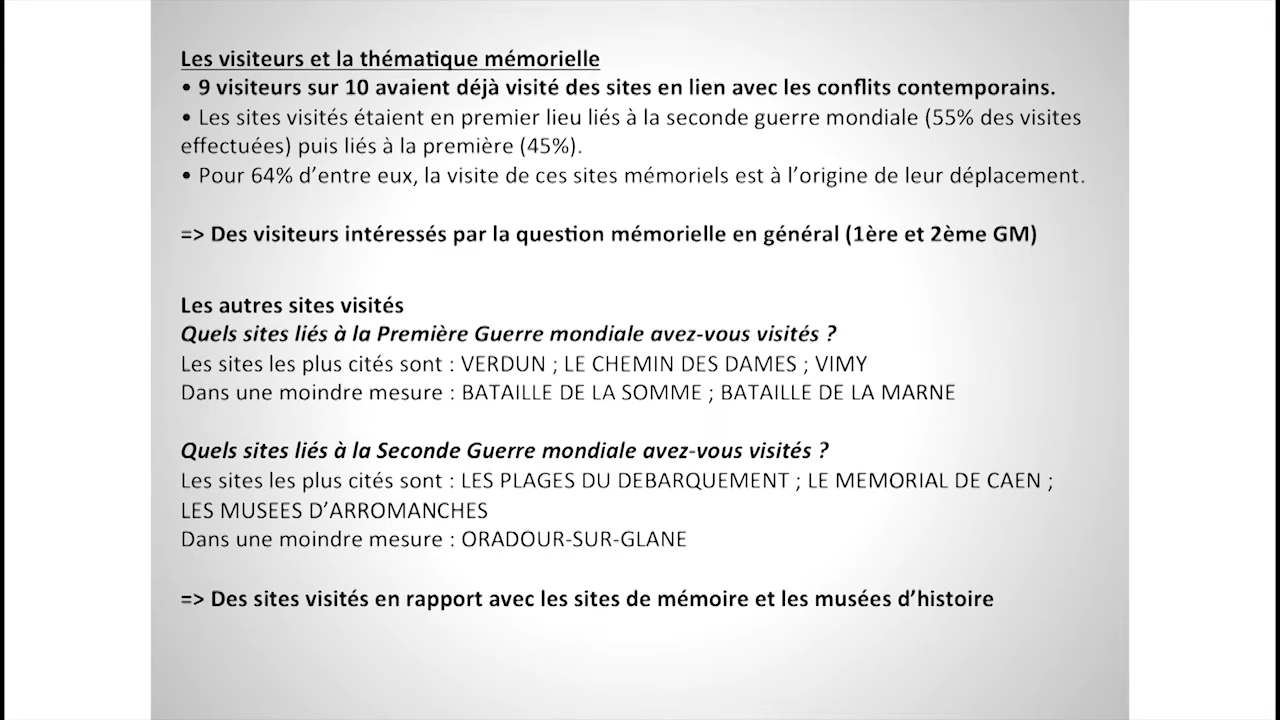 Les visiteurs et la thématique mémorielle
• 9 visiteurs sur 10 avaient déjà visité des sites en lien avec les conflits contemporains.
• Les sites visités étaient en premier lieu liés à la seconde guerre mondiale (55% des visites
effectuées) puis liés à la première (45%).
• Pour 64% d’entre eux, la visite de ces sites mémoriels est à l’origine de leur déplacement.
=> Des visiteurs intéressés par la question mémorielle en général (1ère et 2ème GM)
Les autres sites visités
Quels sites liés à la Première Guerre mondiale avez-vous visités ?
Les sites les plus cités sont : VERDUN ; LE CHEMIN DES DAMES ; VIMY
Dans une moindre mesure : BATAILLE DE LA SOMME ; BATAILLE DE LA MARNE
Quels sites liés à la Seconde Guerre mondiale avez-vous visités ?
Les sites les plus cités sont : LES PLAGES DU DEBARQUEMENT ; LE MEMORIAL DE CAEN ;
LES MUSEES D’ARROMANCHES
Dans une moindre mesure : ORADOUR-SUR-GLANE
=> Des sites visités en rapport avec les sites de mémoire et les musées d’histoire